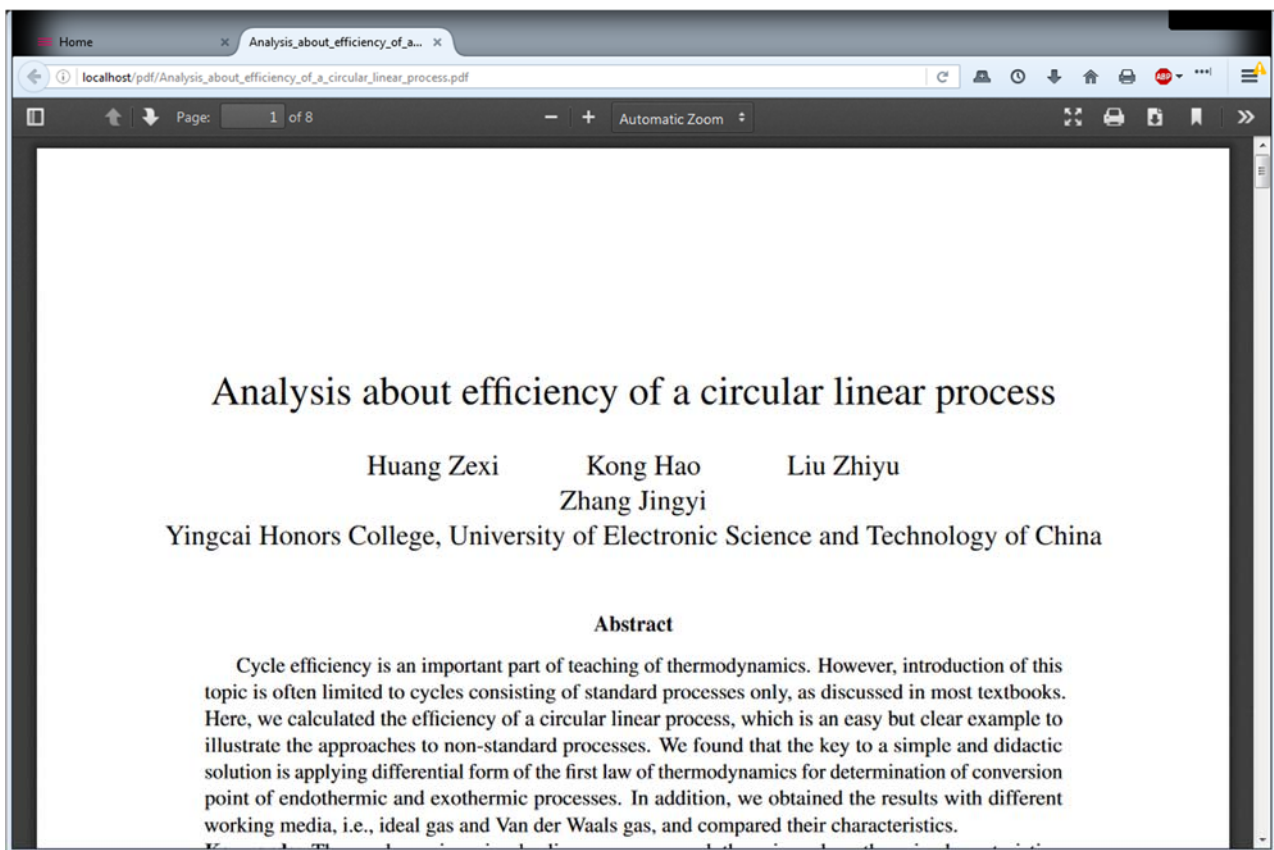 Home
Analysis_about_efficiency_of_a...
localhost/pdf/Analysis_about_efficiency_of_a_circular_linear_process.pdf
ABP
Page: 1 of 8
Automatic Zoom
Analysis about efficiency of a circular linear process
Huang Zexi Kong Hao Liu Zhiyu
Zhang Jingyi
Yingcai Honors College, University of Electronic Science and Technology of China
Abstract
Cycle efficiency is an important part of teaching of thermodynamics. However, introduction of this
topic is often limited to cycles consisting of standard processes only, as discussed in most textbooks.
Here, we calculated the efficiency of a circular linear process, which is an easy but clear example to
illustrate the approaches to non-standard processes. We found that the key to a simple and didactic
solution is applying differential form of the first law of thermodynamics for determination of conversion
point of endothermic and exothermic processes. In addition, we obtained the results with different
working media, i.e., ideal gas and Van der Waals gas, and compared their characteristics.